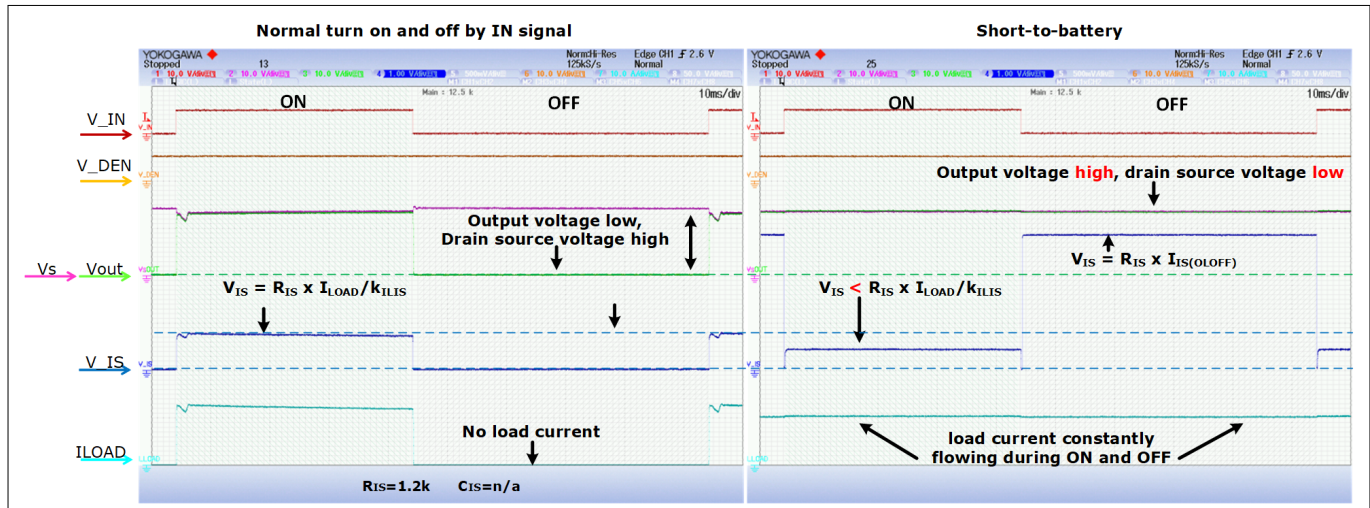 Normal turn on and off by IN signal
Short-to-battery
YOKOGAWA
Stopped
13
Norm:Hi-Res
125kS/s
Edge CH1 2.6 V
Normal
Main : 12.5 k
10ms/div
ON
OFF
YOKOGAWA
Stopped
25
Norm:Hi-Res
125kS/s
Edge CH1 2.6 V
Normal
Main : 12.5 k
10ms/div
ON
OFF
V_IN
V_DEN
Vs Vout
V_IS
ILOAD
Output voltage low,
Drain source voltage high
VIS = RIS x ILOAD/kILIS
No load current
RIS=1.2k CIS=n/a
Output voltage high, drain source voltage low
VIS = RIS x IIS(OLOFF)
VIS < RIS x ILOAD/kILIS
load current constantly
flowing during ON and OFF